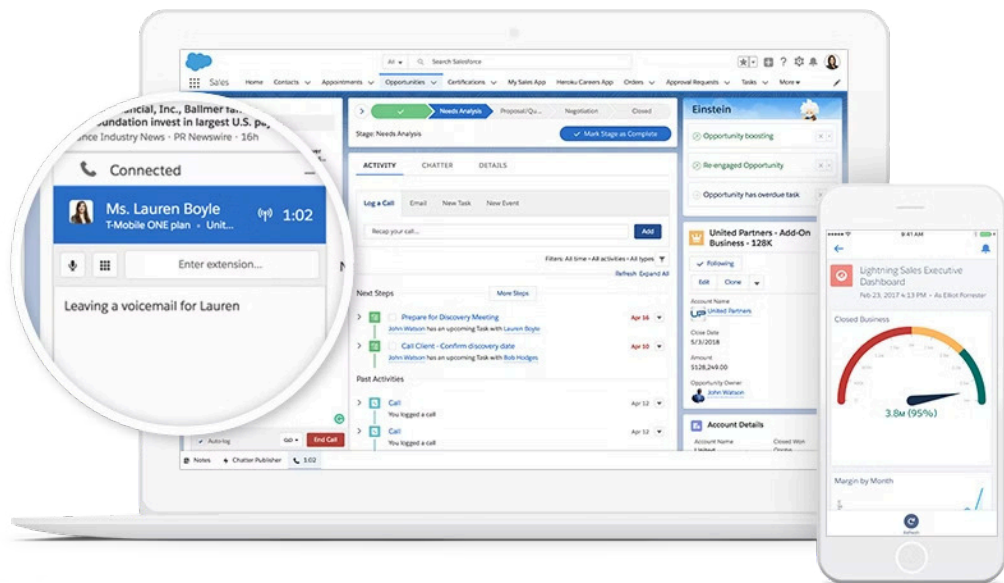 All
Search Salesforce
Sales
Home
Contacts
Appointments
Opportunities
Certifications
My Sales App
Heroku Careers App
Orders
Approval Requests
Tasks
More
ncial, Inc., Ballmer
oundation invest in largest U.S.
nce Industry News · PR Newswire · 16h
Connected
Ms. Lauren Boyle
1:02
T-Mobile ONE plan • Unit...
Enter extension...
Leaving a voicemail for Lauren
Auto-log
GO
End Call
Notes
Chatter Publisher
1:02
Needs Analysis
Proposal/Qu...
Negotiation
Closed
Stage: Needs Analysis
Mark Stage as Complete
ACTIVITY
CHATTER
DETAILS
Log a Call
Email
New Task
New Event
Recap your call...
Add
Filters: All time • All activities • All types
Refresh
Expand All
Next Steps
More Steps
Prepare for Discovery Meeting
Apr 16
John Watson has an upcoming Task with Lauren Boyle
Call Client - Confirm discovery date
Apr 10
John Watson has an upcoming Task with Bob Hodges
Past Activities
Call
Apr 12
You logged a call
Call
Apr 12
You logged a call
Einstein
Opportunity boosting
Re-engaged Opportunity
Opportunity has overdue task
United Partners - Add-On
Business - 128K
Following
Edit
Clone
Account Name
United Partners
Close Date
5/3/2018
Amount
$128,249.00
Opportunity Owner
John Watson
Account Details
Account Name
Closed Won
United
9:41 AM
Lightning Sales Executive
Dashboard
Feb 23, 2017 4:13 PM • As Elliot Forrester
Closed Business
3.8M (95%)
Margin by Month
Refresh